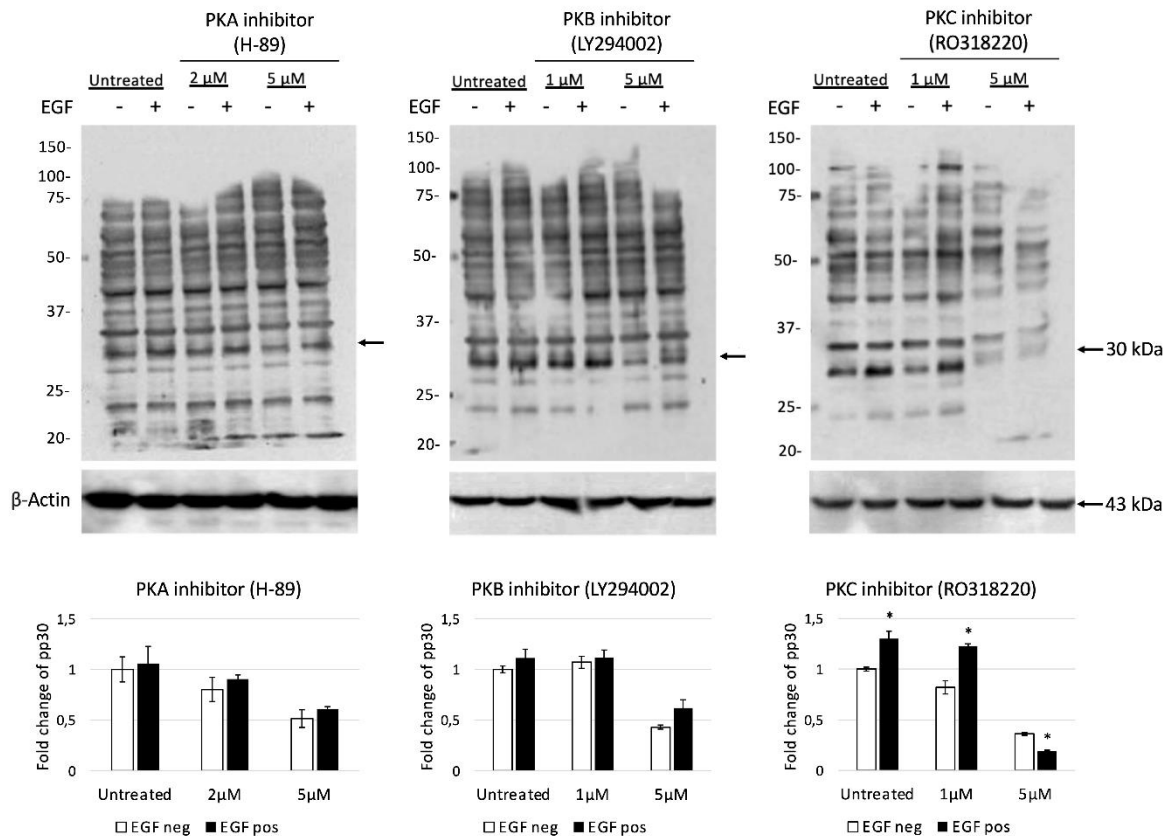 PKA inhibitor
(H-89)
Untreated 2 µM 5 µM
EGF - + - + - +
150-
100-
75-
50-
37-
25-
20-
β-Actin
PKB inhibitor
(LY294002)
Untreated 1 µM 5 µM
EGF - + - + - +
150-
100-
75-
50-
37-
25-
20-
PKC inhibitor
(RO318220)
Untreated 1 µM 5 µM
EGF - + - + - +
150-
100-
75-
50-
37-
25-
20-
30 kDa
43 kDa
PKA inhibitor (H-89)
Fold change of pp30
1,5
1
0,5
0
Untreated 2µM 5µM
EGF neg EGF pos
PKB inhibitor (LY294002)
Fold change of pp30
1,5
1
0,5
0
Untreated 1µM 5µM
EGF neg EGF pos
PKC inhibitor (RO318220)
Fold change of pp30
1,5
1
0,5
0
* * *
Untreated 1µM 5µM
EGF neg EGF pos